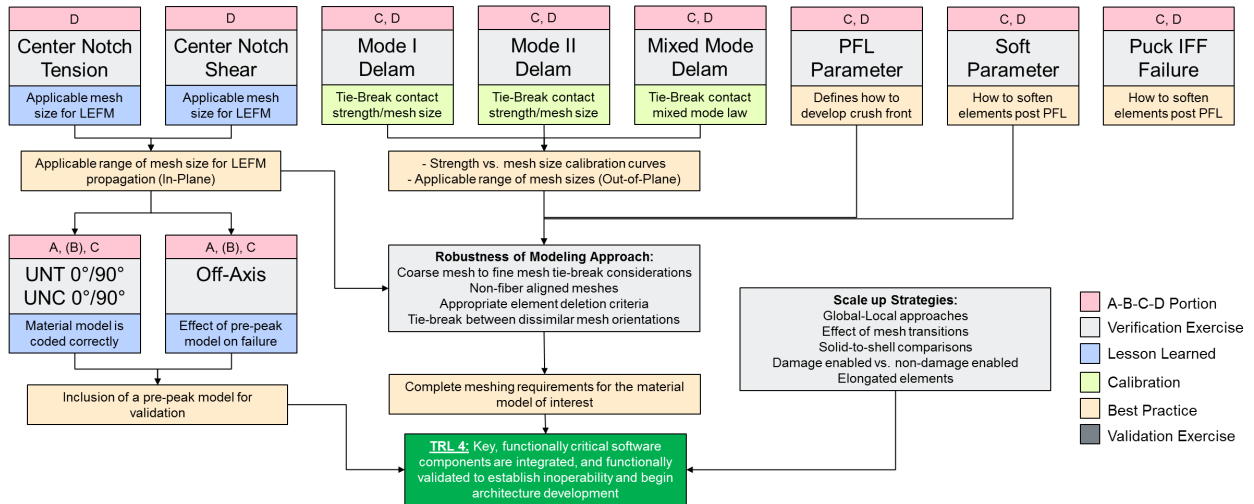 D
Center Notch
Tension
Applicable mesh
size for LEFM
D
Center Notch
Shear
Applicable mesh
size for LEFM
C, D
Mode I
Delam
Tie-Break contact
strength/mesh size
C, D
Mode II
Delam
Tie-Break contact
strength/mesh size
C, D
Mixed Mode
Delam
Tie-Break contact
mixed mode law
C, D
PFL
Parameter
Defines how to
develop crush front
C, D
Soft
Parameter
How to soften
elements post PFL
C, D
Puck IFF
Failure
How to soften
elements post PFL
Applicable range of mesh size for LEFM
propagation (In-Plane)
- Strength vs. mesh size calibration curves
- Applicable range of mesh sizes (Out-of-Plane)
A, (B), C
UNT 0°/90°
UNC 0°/90°
Material model is
coded correctly
A, (B), C
Off-Axis
Effect of pre-peak
model on failure
Robustness of Modeling Approach:
Coarse mesh to fine mesh tie-break considerations
Non-fiber aligned meshes
Appropriate element deletion criteria
Tie-break between dissimilar mesh orientations
Scale up Strategies:
Global-Local approaches
Effect of mesh transitions
Solid-to-shell comparisons
Damage enabled vs. non-damage enabled
Elongated elements
A-B-C-D Portion
Verification Exercise
Lesson Learned
Calibration
Best Practice
Validation Exercise
Inclusion of a pre-peak model for
validation
Complete meshing requirements for the material
model of interest
TRL 4: Key, functionally critical software
components are integrated, and functionally
validated to establish inoperability and begin
architecture development